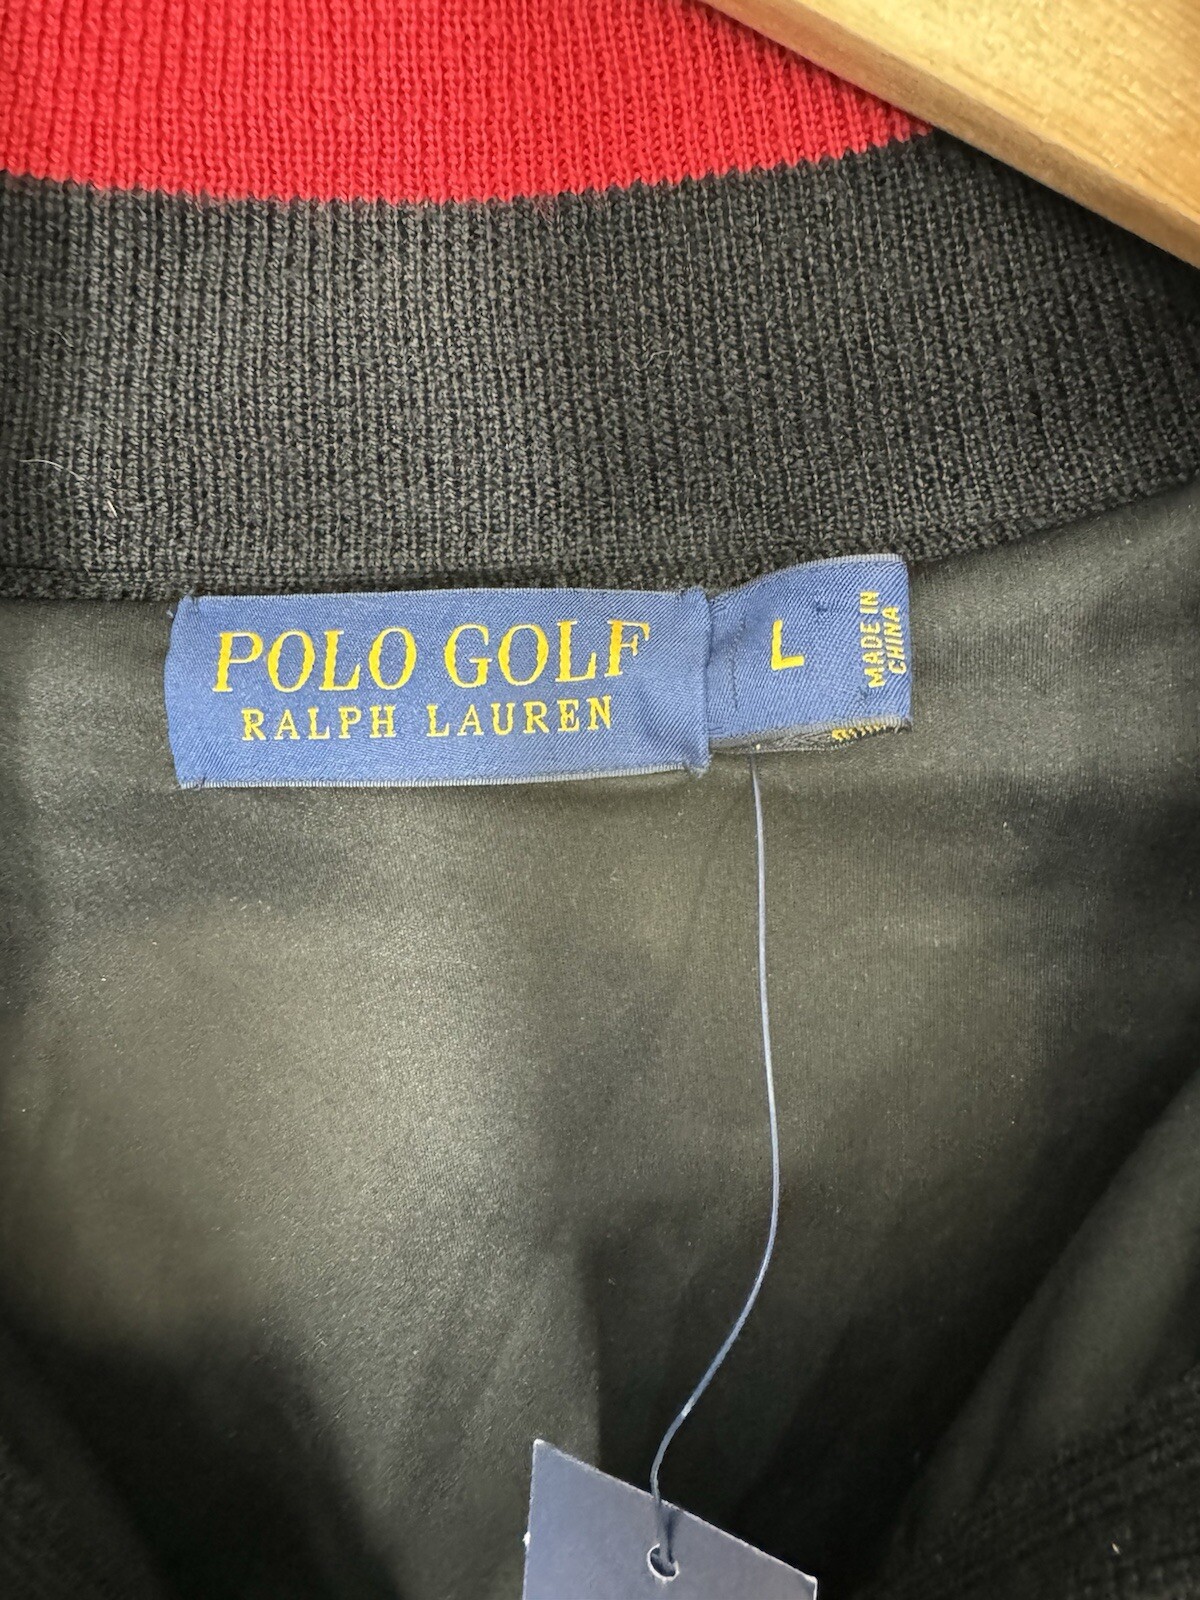 POLO GOLF
RALPH LAUREN
L
MADE IN
CHINA